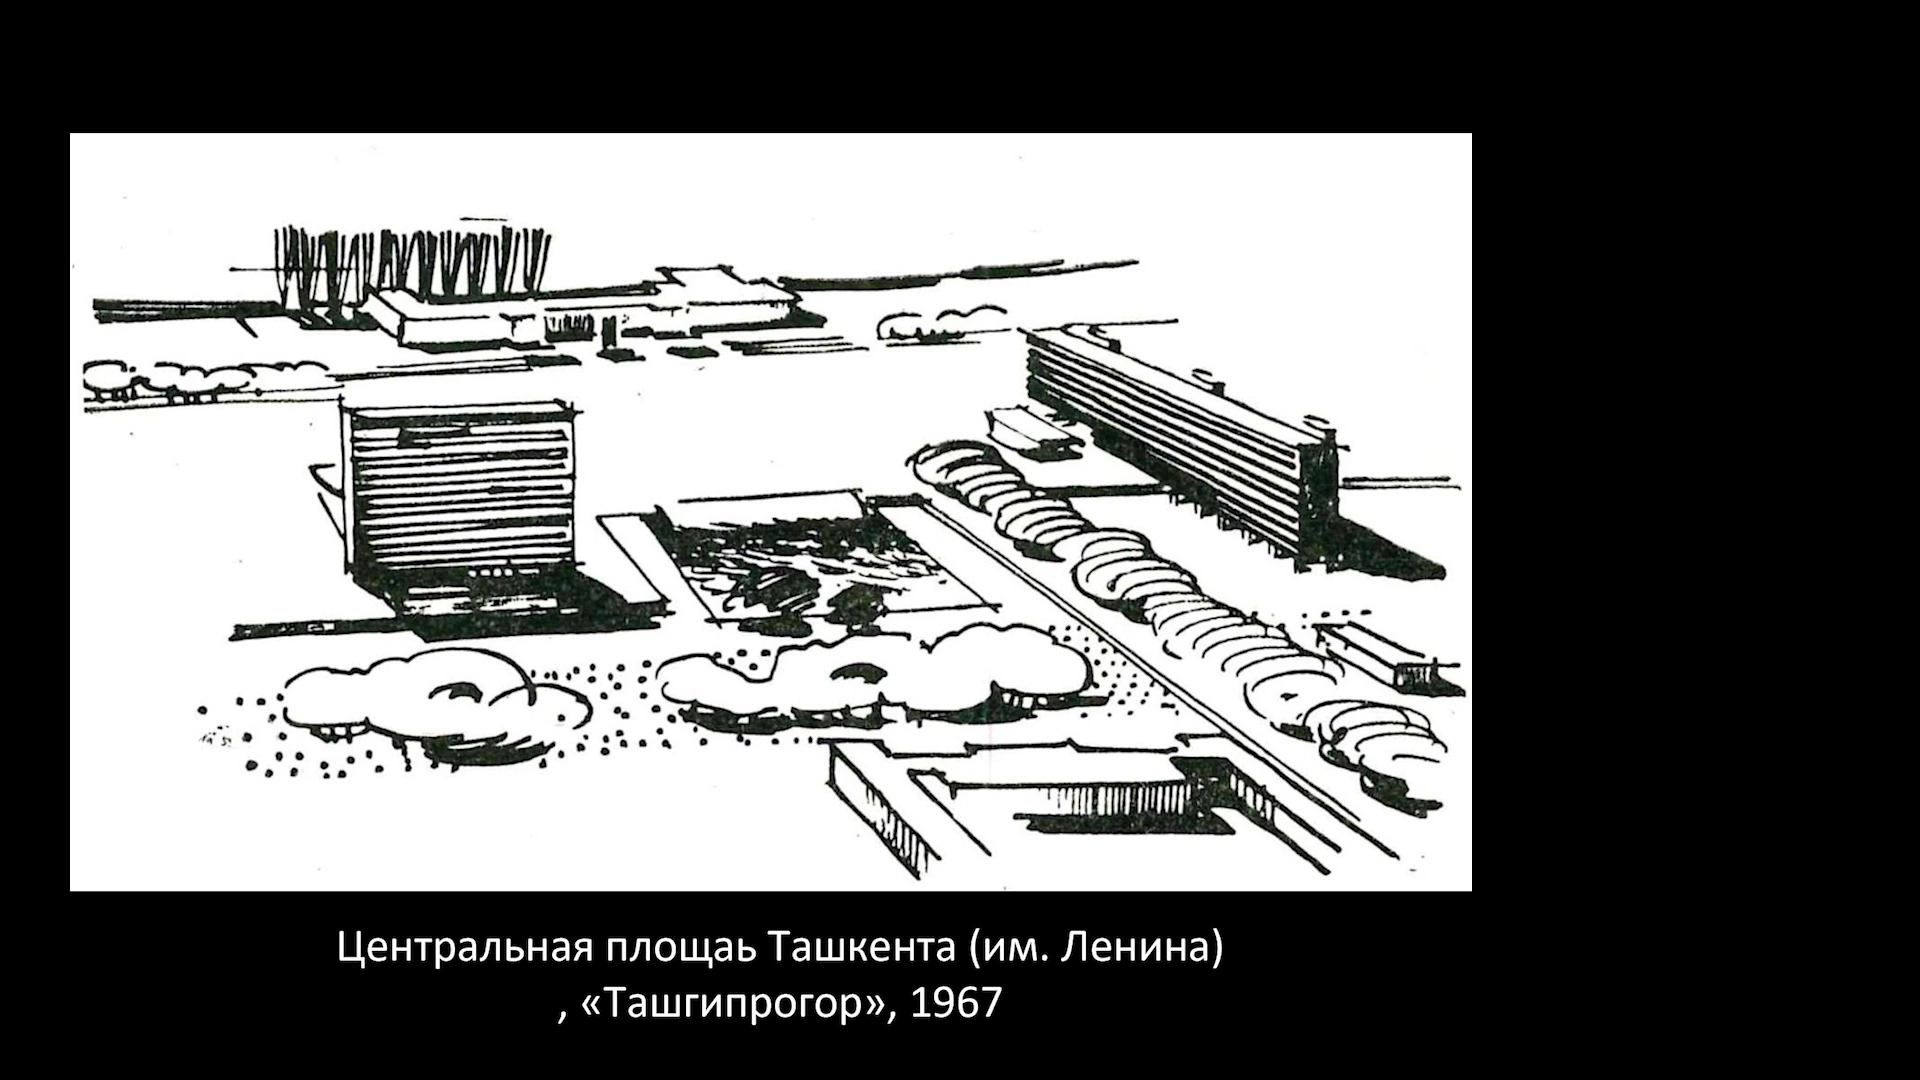 Центральная площаь Ташкента (им. Ленина)
, «Ташгипрогор», 1967